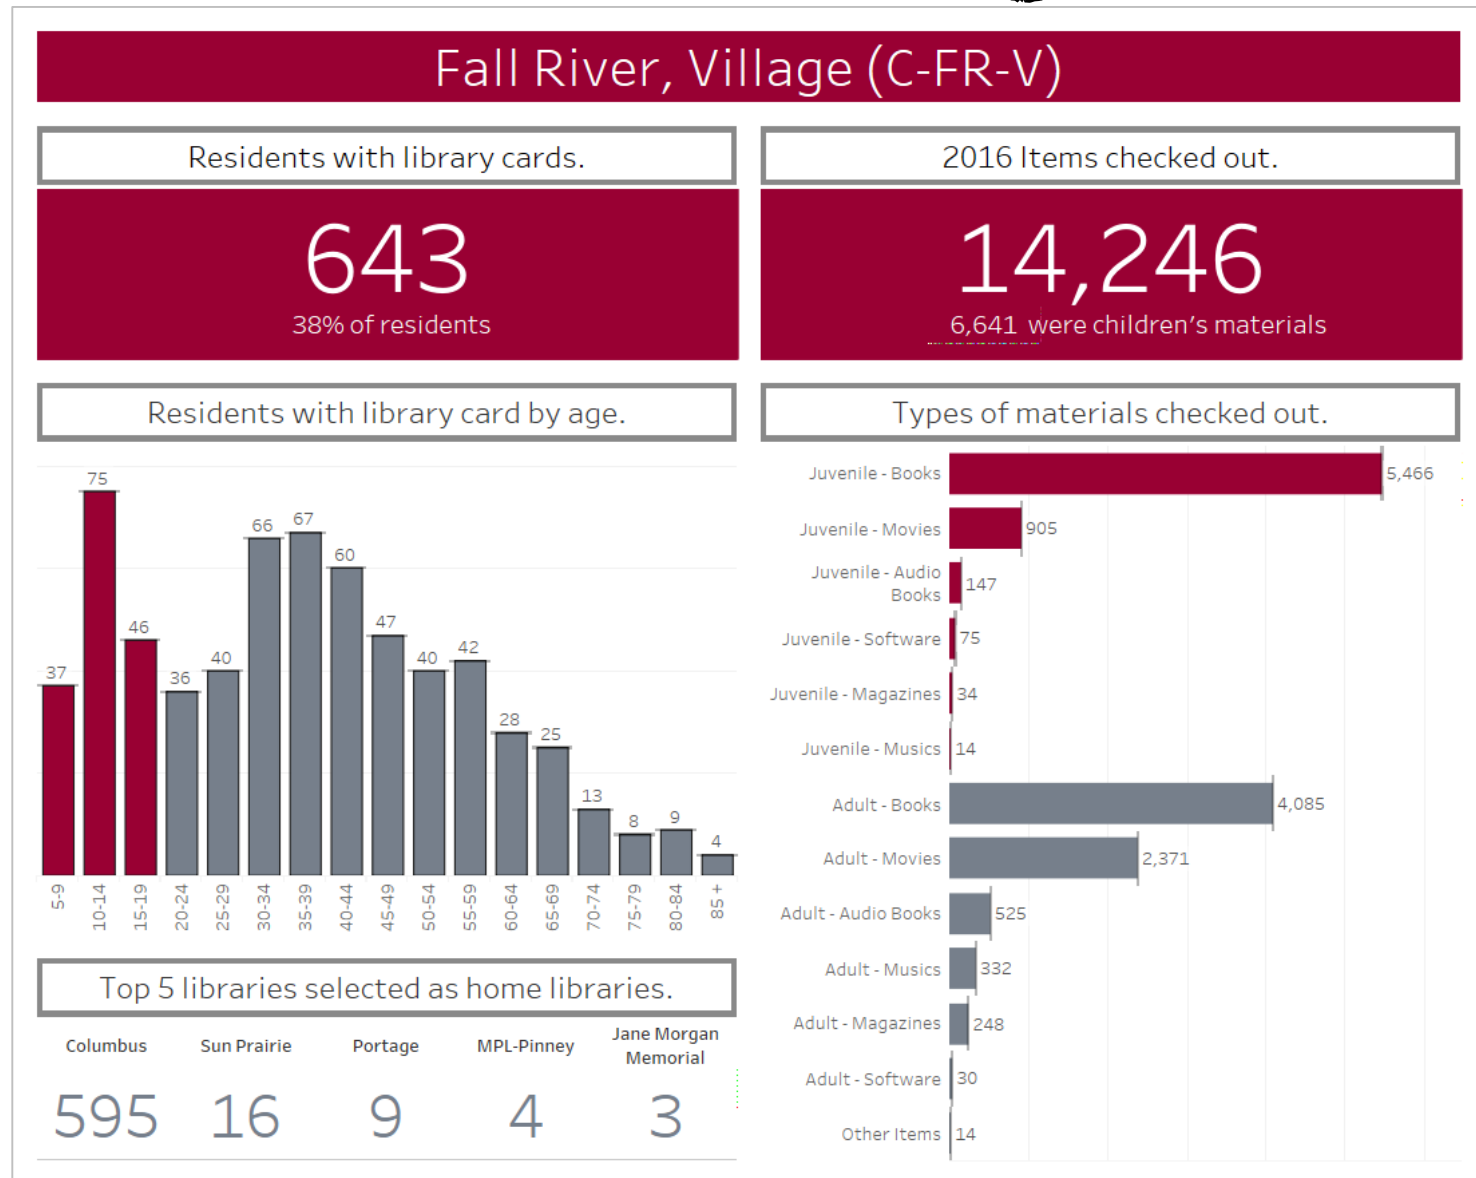 Fall River, Village (C-FR-V)
Residents with library cards.
643
38% of residents
2016 Items checked out.
14,246
6,641 were children's materials
Residents with library card by age.
75
66
67
60
46
47
37
36
40
40
42
28
25
13
8
9
4
5-9
10-14
15-19
20-24
25-29
30-34
35-39
40-44
45-49
50-54
55-59
60-64
65-69
70-74
75-79
80-84
85 +
Top 5 libraries selected as home libraries.
Columbus
Sun Prairie
Portage
MPL-Pinney
Jane Morgan
Memorial
595
16
9
4
3
Types of materials checked out.
Juvenile - Books 5,466
Juvenile - Movies 905
Juvenile - Audio
Books 147
Juvenile - Software 75
Juvenile - Magazines 34
Juvenile - Musics 14
Adult - Books 4,085
Adult - Movies 2,371
Adult - Audio Books 525
Adult - Musics 332
Adult - Magazines 248
Adult - Software 30
Other Items 14